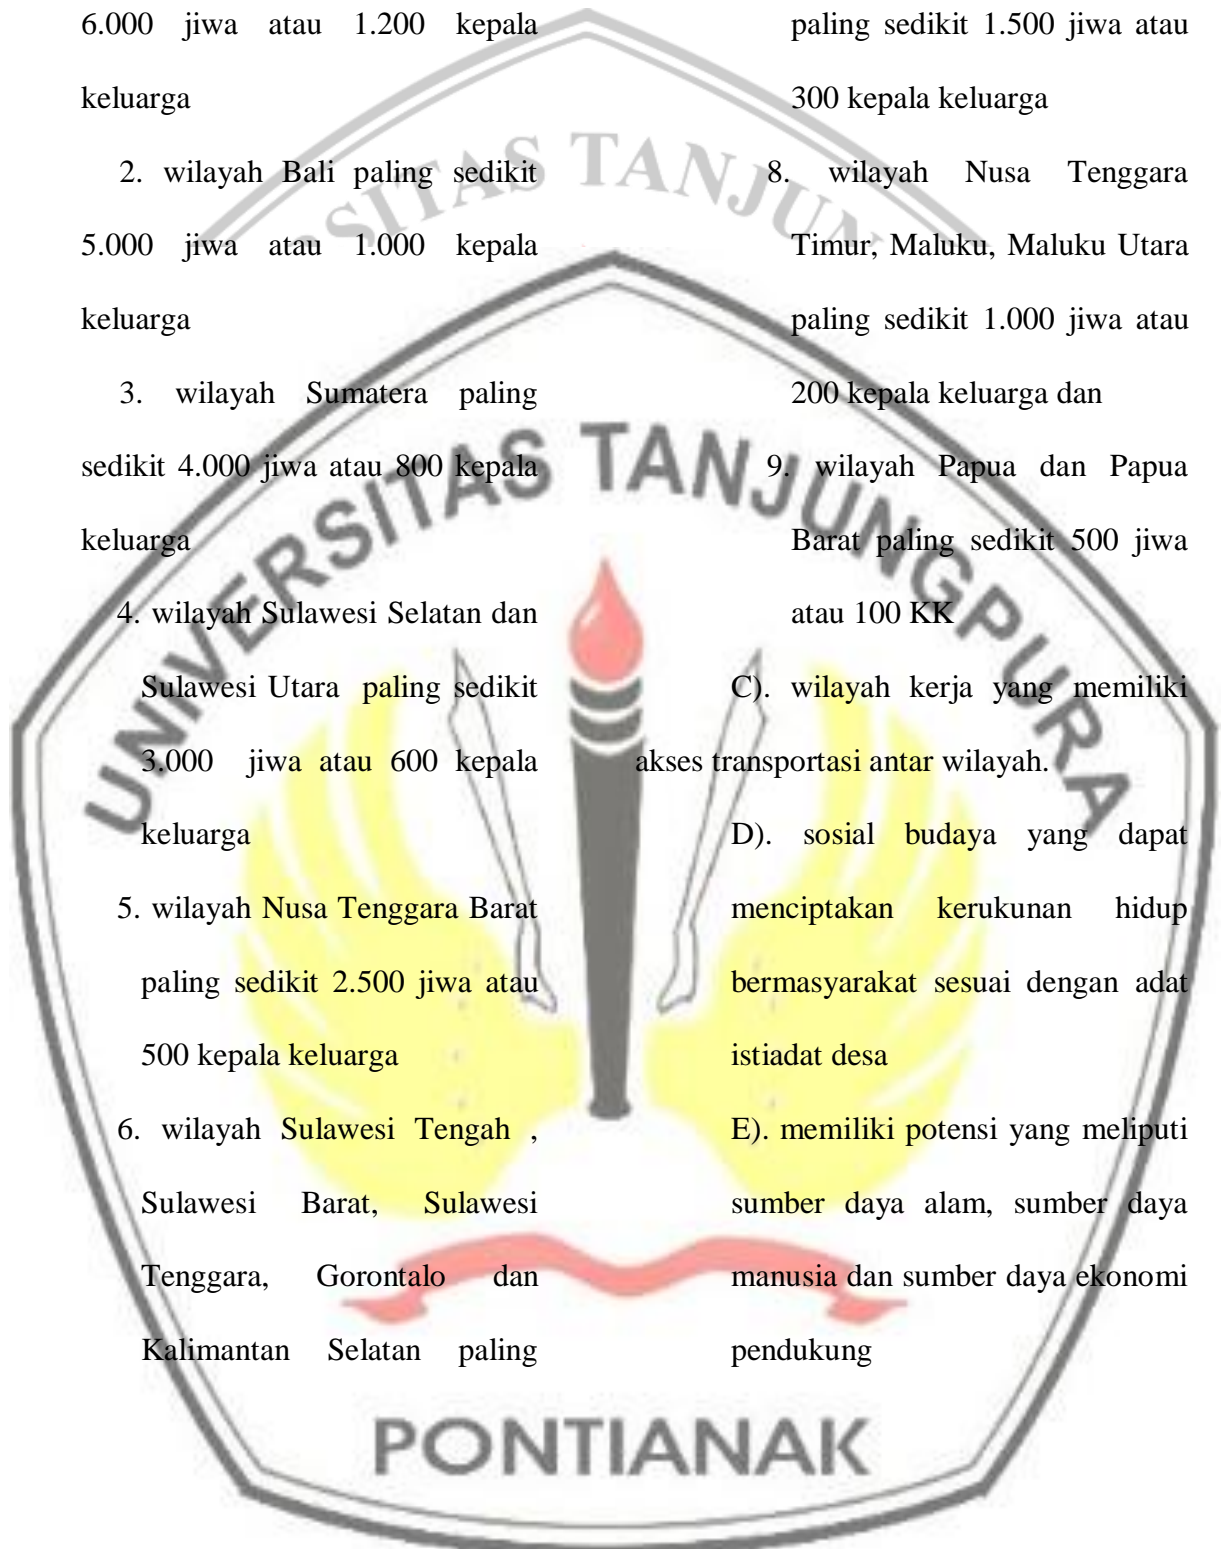 6.000 jiwa atau 1.200 kepala
keluarga
2. wilayah Bali paling sedikit
5.000 jiwa atau 1.000 kepala
keluarga
3. wilayah Sumatera paling
sedikit 4.000 jiwa atau 800 kepala
keluarga
4. wilayah Sulawesi Selatan dan
Sulawesi Utara paling sedikit
3.000 jiwa atau 600 kepala
keluarga
5. wilayah Nusa Tenggara Barat
paling sedikit 2.500 jiwa atau
500 kepala keluarga
6. wilayah Sulawesi Tengah ,
Sulawesi Barat, Sulawesi
Tenggara, Gorontalo dan
Kalimantan Selatan paling
paling sedikit 1.500 jiwa atau
300 kepala keluarga
8. wilayah Nusa Tenggara
Timur, Maluku, Maluku Utara
paling sedikit 1.000 jiwa atau
200 kepala keluarga dan
9. wilayah Papua dan Papua
Barat paling sedikit 500 jiwa
atau 100 KK
C). wilayah kerja yang memiliki
akses transportasi antar wilayah.
D). sosial budaya yang dapat
menciptakan kerukunan hidup
bermasyarakat sesuai dengan adat
istiadat desa
E). memiliki potensi yang meliputi
sumber daya alam, sumber daya
manusia dan sumber daya ekonomi
pendukung
SITAS TANJUN
UNIVERSITAS TANJUNGPURA
PONTIANAK